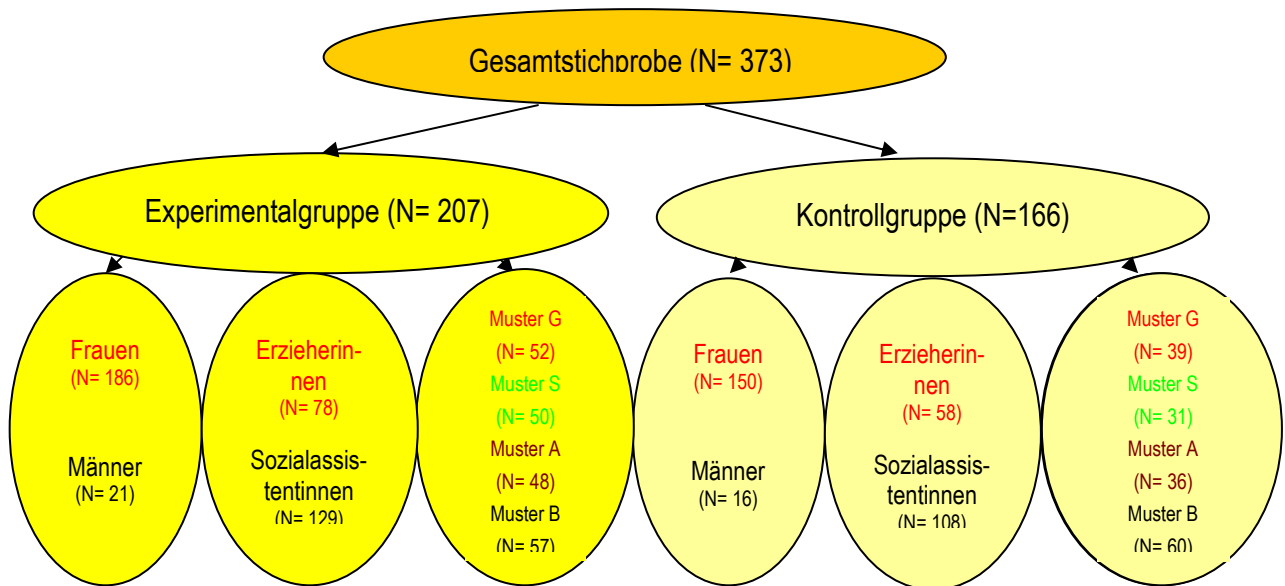 Gesamtstichprobe (N= 373)
Experimentalgruppe (N= 207)
Kontrollgruppe (N=166)
Frauen
(N= 186)
Männer
(N= 21)
Erzieherin-
nen
(N= 78)
Sozialassis-
tentinnen
(N= 129)
Muster G
(N= 52)
Muster S
(N= 50)
Muster A
(N= 48)
Muster B
(N= 57)
Frauen
(N= 150)
Männer
(N= 16)
Erzieherin-
nen
(N= 58)
Sozialassis-
tentinnen
(N= 108)
Muster G
(N= 39)
Muster S
(N= 31)
Muster A
(N= 36)
Muster B
(N= 60)